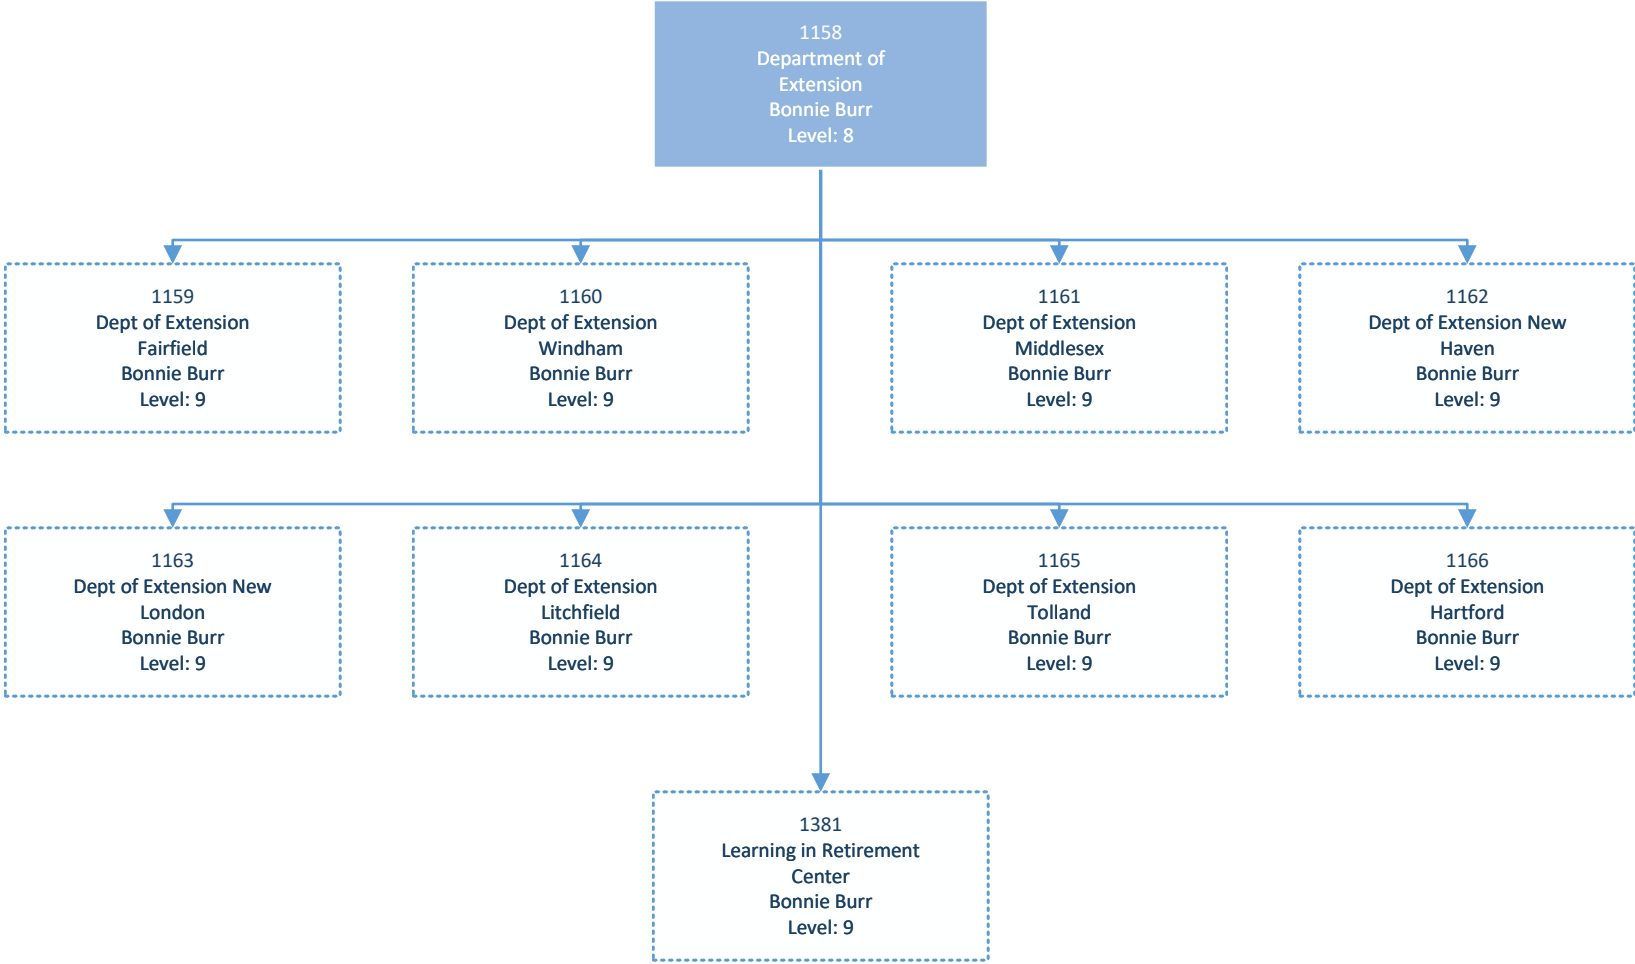 1158
Department of
Extension
Bonnie Burr
Level: 8
1159
Dept of Extension
Fairfield
Bonnie Burr
Level: 9
1160
Dept of Extension
Windham
Bonnie Burr
Level: 9
1161
Dept of Extension
Middlesex
Bonnie Burr
Level: 9
1162
Dept of Extension New
Haven
Bonnie Burr
Level: 9
1163
Dept of Extension New
London
Bonnie Burr
Level: 9
1164
Dept of Extension
Litchfield
Bonnie Burr
Level: 9
1165
Dept of Extension
Tolland
Bonnie Burr
Level: 9
1166
Dept of Extension
Hartford
Bonnie Burr
Level: 9
1381
Learning in Retirement
Center
Bonnie Burr
Level: 9